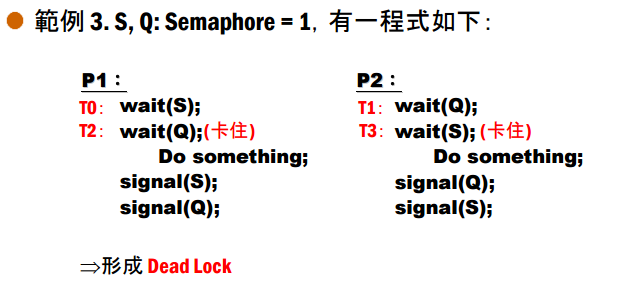 範例 3. S, Q: Semaphore = 1, 有一程式如下:
P1:
T0: wait(S);
T2: wait(Q);(卡住)
Do something;
signal(S);
signal(Q);
P2:
T1: wait(Q);
T3: wait(S);(卡住)
Do something;
signal(Q);
signal(S);
⇒形成 Dead Lock